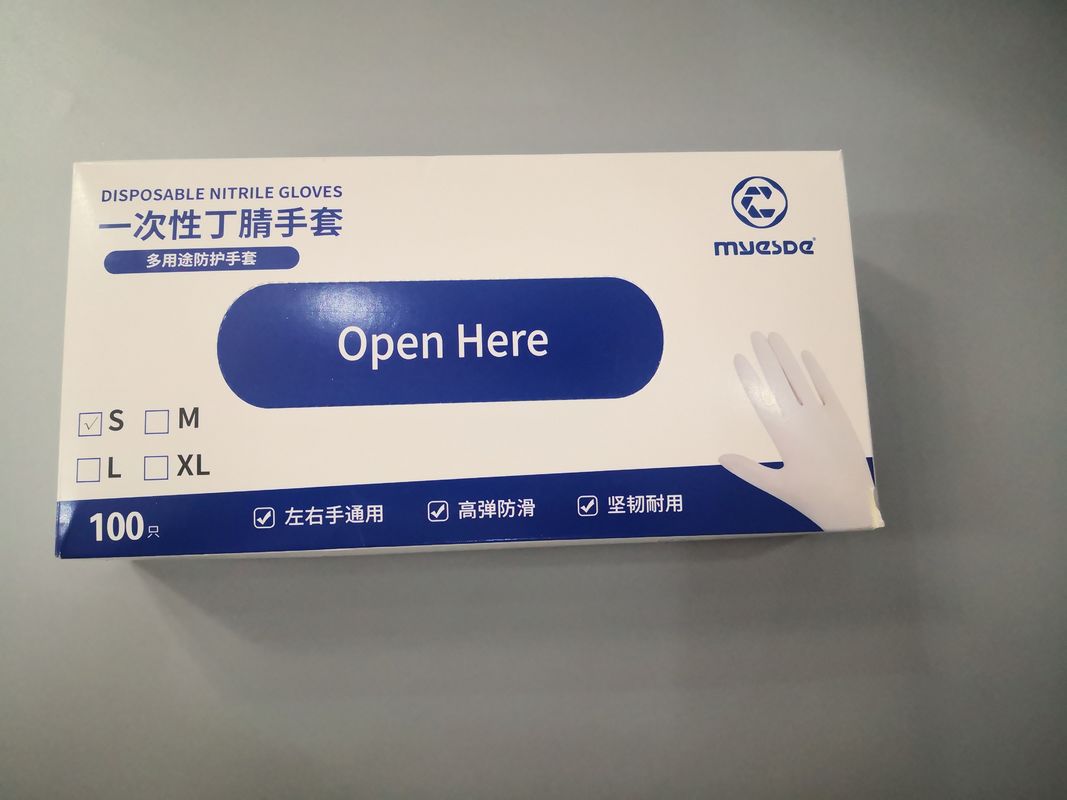 DISPOSABLE NITRILE GLOVES
一次性丁腈手套
多用途防护手套
myesde®
Open Here
S M
L XL
100只
左右手通用 高弹防滑 坚韧耐用